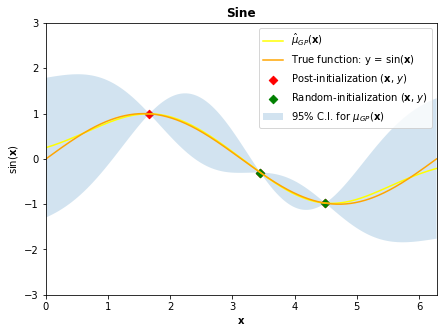 Sine
3
2
1
0
−1
−2
−3
sin(x)
μ̂_GP(x)
True function: y = sin(x)
Post-initialization (x, y)
Random-initialization (x, y)
95% C.I. for μ_GP(x)
0 1 2 3 4 5 6
x